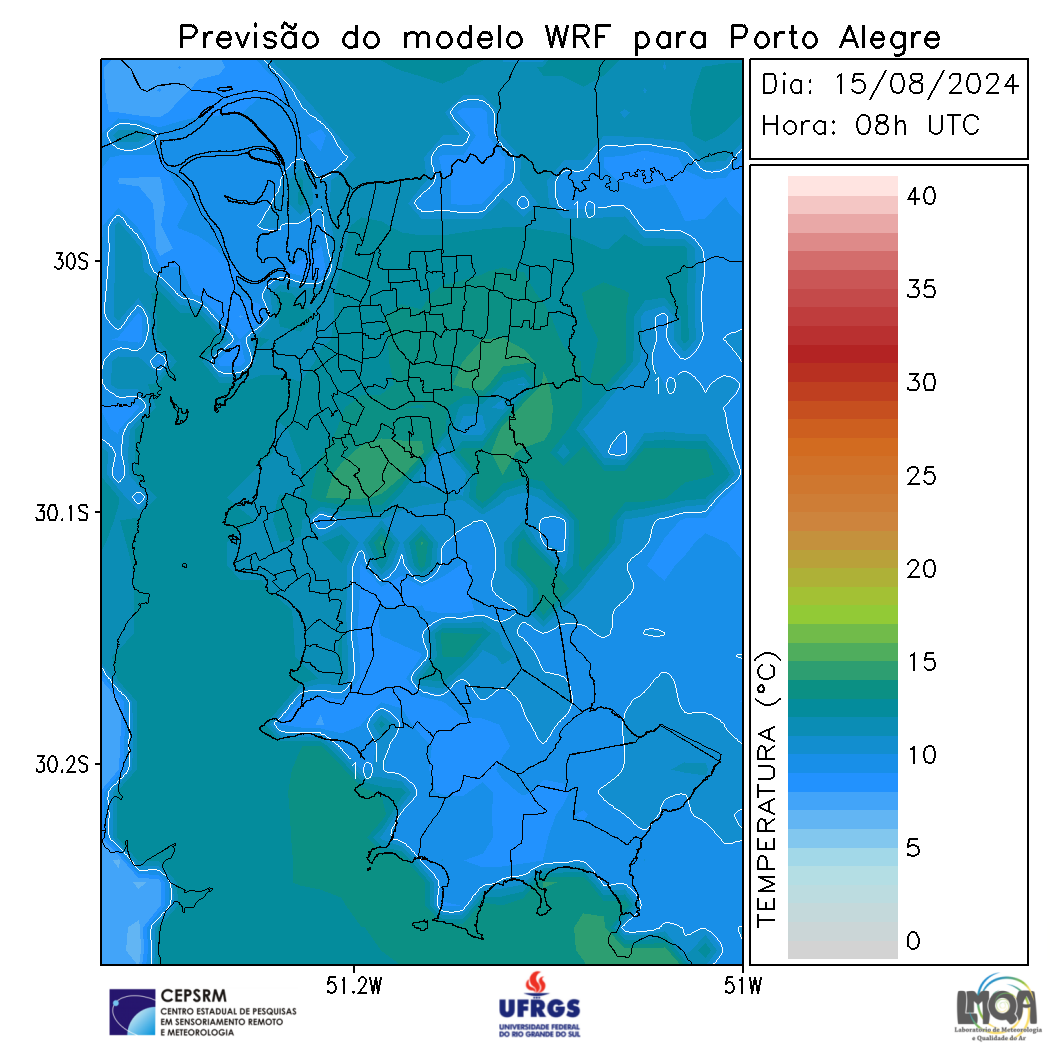 Previsão do modelo WRF para Porto Alegre
Dia: 15/08/2024
Hora: 08h UTC
40
35
30
25
20
15
10
5
0
TEMPERATURA (°C)
30S
30.1S
30.2S
51.2W
51W
10
10
10
CEPSRM
CENTRO ESTADUAL DE PESQUISAS
EM SENSORIAMENTO REMOTO
E METEOROLOGIA
UFRGS
UNIVERSIDADE FEDERAL
DO RIO GRANDE DO SUL
LMQA
Laboratório de Meteorologia
e Qualidade do Ar